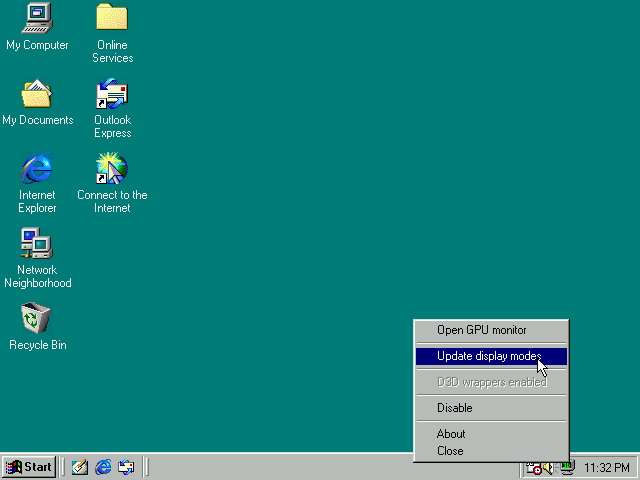 My Computer
Online
Services
My Documents
Outlook
Express
Internet
Explorer
Connect to the
Internet
Network
Neighborhood
Recycle Bin
Open GPU monitor
Update display modes
D3D wrappers enabled
Disable
About
Close
Start
11:32 PM